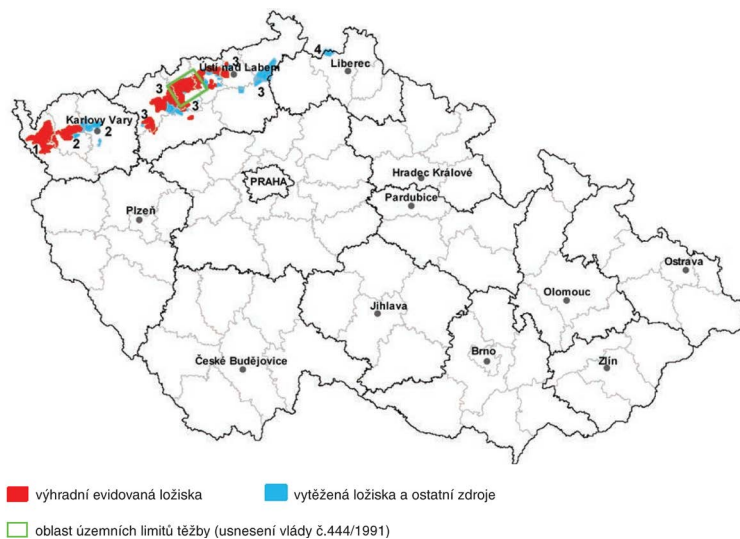 4
3
Ústí nad Labem
Liberec
3
3
3
3
Karlovy Vary
2
2
1
Hradec Králové
PRAHA
Pardubice
Plzeň
Ostrava
Olomouc
Jihlava
Brno
České Budějovice
Zlín
výhradní evidovaná ložiska
vytěžená ložiska a ostatní zdroje
oblast územních limitů těžby (usnesení vlády č.444/1991)